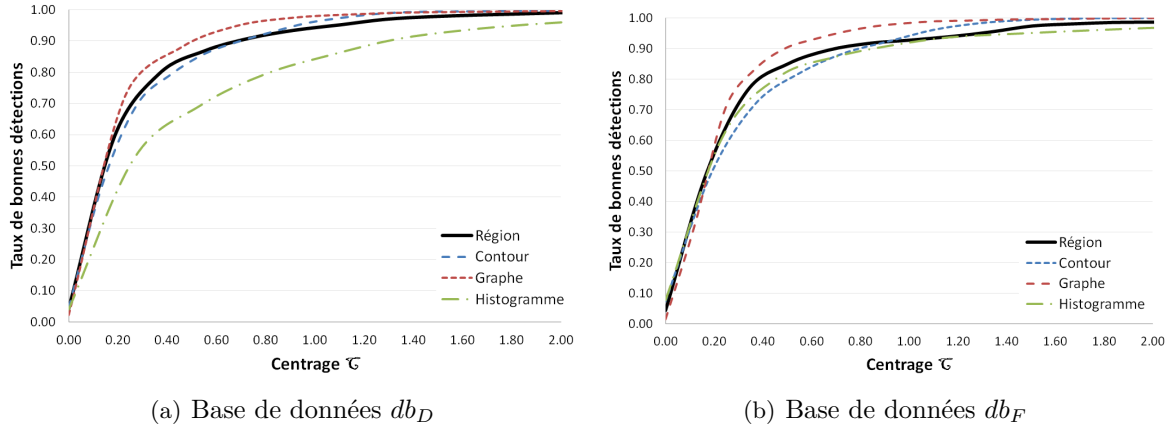 1.00
0.90
0.80
0.70
0.60
0.50
0.40
0.30
0.20
0.10
0.00
Taux de bonnes détections
Région
Contour
Graphe
Histogramme
0.00 0.20 0.40 0.60 0.80 1.00 1.20 1.40 1.60 1.80 2.00
Centrage 𝒞
(a) Base de données db_D
1.00
0.90
0.80
0.70
0.60
0.50
0.40
0.30
0.20
0.10
0.00
Taux de bonnes détections
Région
Contour
Graphe
Histogramme
0.00 0.20 0.40 0.60 0.80 1.00 1.20 1.40 1.60 1.80 2.00
Centrage 𝒞
(b) Base de données db_F